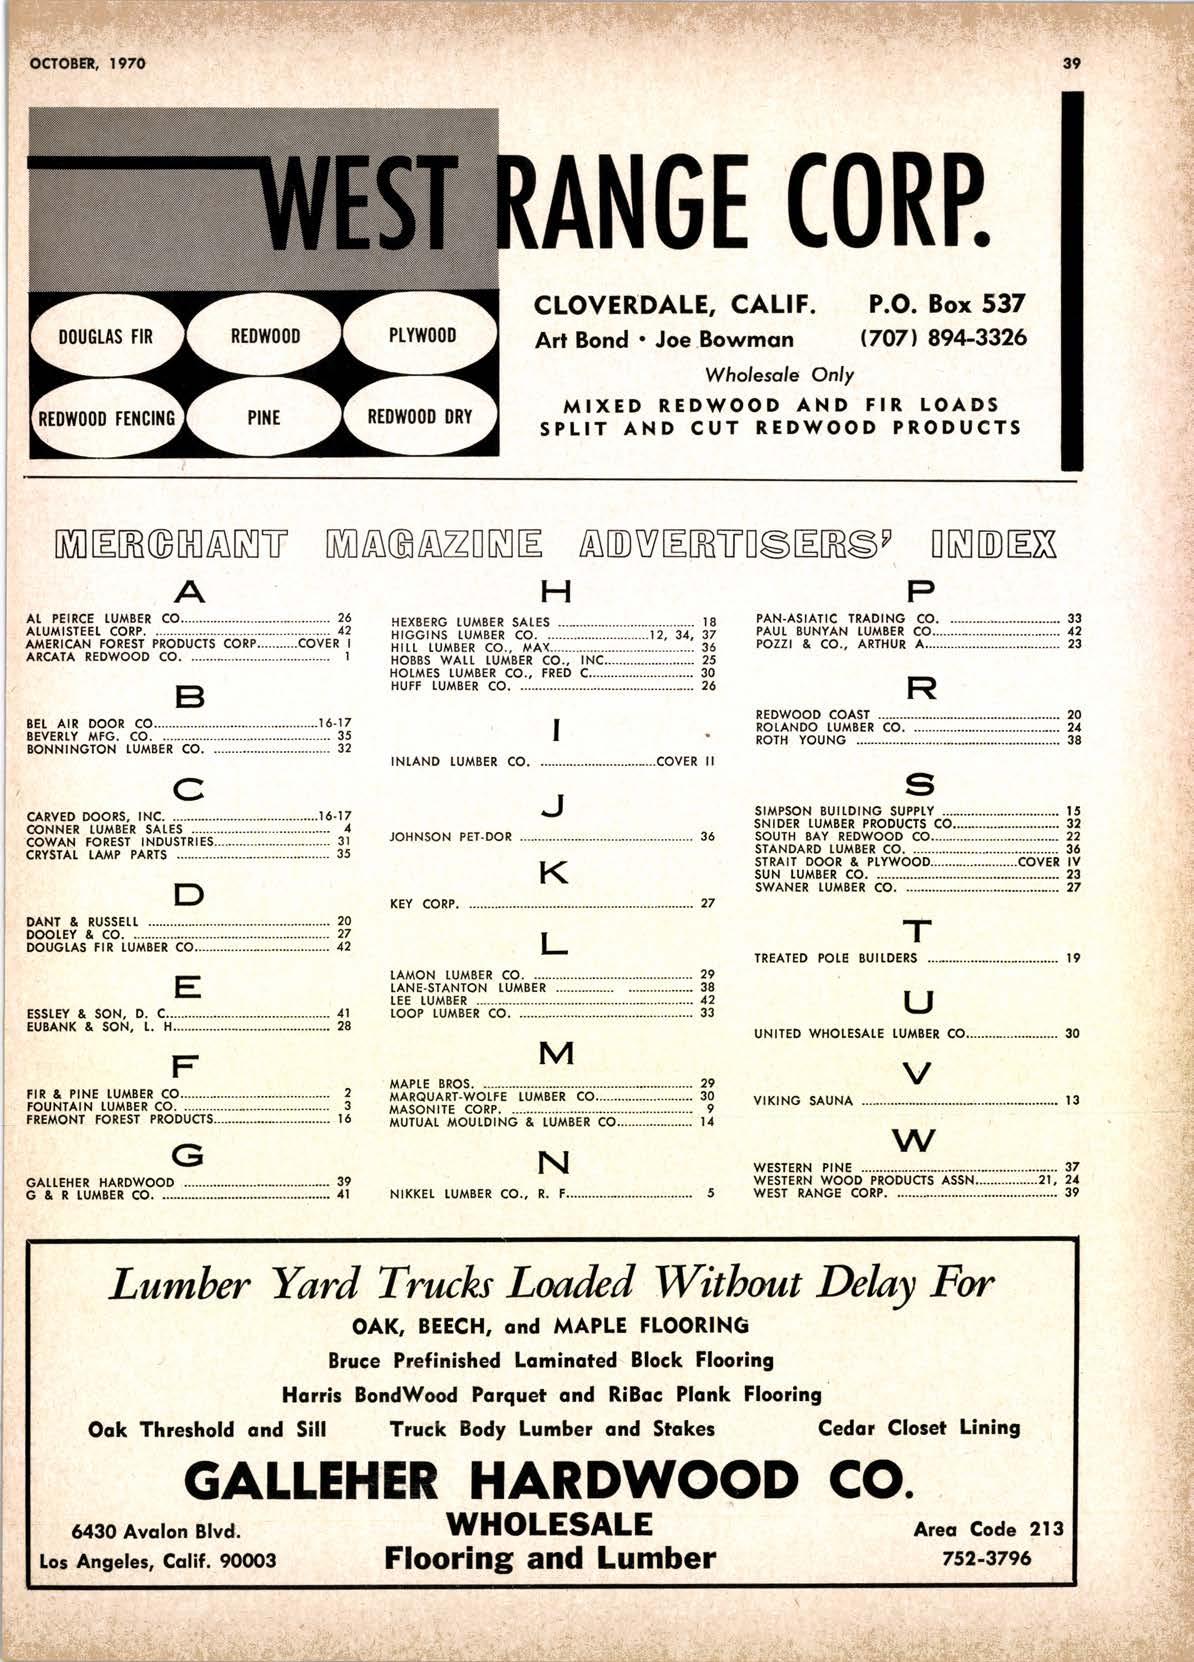 OCTOBER, 1970
39
WEST RANGE CORP.
DOUGLAS FIR
REDWOOD
PLYWOOD
REDWOOD FENCING
PINE
REDWOOD DRY
CLOVERDALE, CALIF. P.O. Box 537
Art Bond • Joe Bowman (707) 894-3326
Wholesale Only
MIXED REDWOOD AND FIR LOADS
SPLIT AND CUT REDWOOD PRODUCTS
MERCHANT MAGAZINE ADVERTISERS' INDEX
A
AL PEIRCE LUMBER CO. 26
ALUMISTEEL CORP. 42
AMERICAN FOREST PRODUCTS CORP. COVER I
ARCATA REDWOOD CO. 1
B
BEL AIR DOOR CO. 16-17
BEVERLY MFG. CO. 35
BONNINGTON LUMBER CO. 32
C
CARVED DOORS, INC. 16-17
CONNER LUMBER SALES 4
COWAN FOREST INDUSTRIES 31
CRYSTAL LAMP PARTS 35
D
DANT & RUSSELL 20
DOOLEY & CO. 27
DOUGLAS FIR LUMBER CO. 42
E
ESSLEY & SON, D. C. 41
EUBANK & SON, L. H. 28
F
FIR & PINE LUMBER CO. 2
FOUNTAIN LUMBER CO. 3
FREMONT FOREST PRODUCTS 16
G
GALLEHER HARDWOOD 39
G & R LUMBER CO. 41
H
HEXBERG LUMBER SALES 18
HIGGINS LUMBER CO. 12, 34, 37
HILL LUMBER CO., MAX 36
HOBBS WALL LUMBER CO., INC. 25
HOLMES LUMBER CO., FRED C. 30
HUFF LUMBER CO. 26
I
INLAND LUMBER CO. COVER II
J
JOHNSON PET-DOR 36
K
KEY CORP. 27
L
LAMON LUMBER CO. 29
LANE-STANTON LUMBER 38
LEE LUMBER 42
LOOP LUMBER CO. 33
M
MAPLE BROS. 29
MARQUART-WOLFE LUMBER CO. 30
MASONITE CORP. 9
MUTUAL MOULDING & LUMBER CO. 14
N
NIKKEL LUMBER CO., R. F. 5
P
PAN-ASIATIC TRADING CO. 33
PAUL BUNYAN LUMBER CO. 42
POZZI & CO., ARTHUR A. 23
R
REDWOOD COAST 20
ROLANDO LUMBER CO. 24
ROTH YOUNG 38
S
SIMPSON BUILDING SUPPLY 15
SNIDER LUMBER PRODUCTS CO. 32
SOUTH BAY REDWOOD CO. 22
STANDARD LUMBER CO. 36
STRAIT DOOR & PLYWOOD COVER IV
SUN LUMBER CO. 23
SWANER LUMBER CO. 27
T
TREATED POLE BUILDERS 19
U
UNITED WHOLESALE LUMBER CO. 30
V
VIKING SAUNA 13
W
WESTERN PINE 37
WESTERN WOOD PRODUCTS ASSN. 21, 24
WEST RANGE CORP. 39
Lumber Yard Trucks Loaded Without Delay For
OAK, BEECH, and MAPLE FLOORING
Bruce Prefinished Laminated Block Flooring
Harris BondWood Parquet and RiBac Plank Flooring
Oak Threshold and Sill Truck Body Lumber and Stakes Cedar Closet Lining
GALLEHER HARDWOOD CO.
6430 Avalon Blvd. WHOLESALE Area Code 213
Los Angeles, Calif. 90003 Flooring and Lumber 752-3796